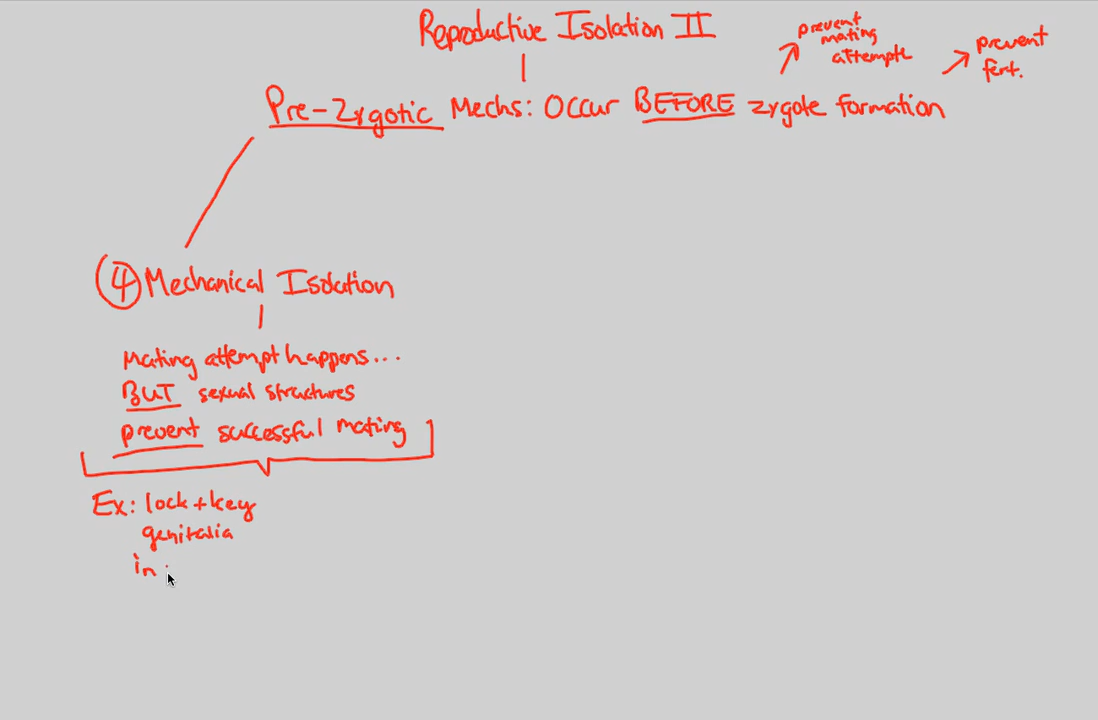 Reproductive Isolation II
prevent
mating
attempts
prevent
fert.
Pre-Zygotic Mechs: Occur BEFORE zygote formation
④ Mechanical Isolation
Mating attempt happens...
BUT sexual structures
prevent successful mating
Ex: lock + key
genitalia
in